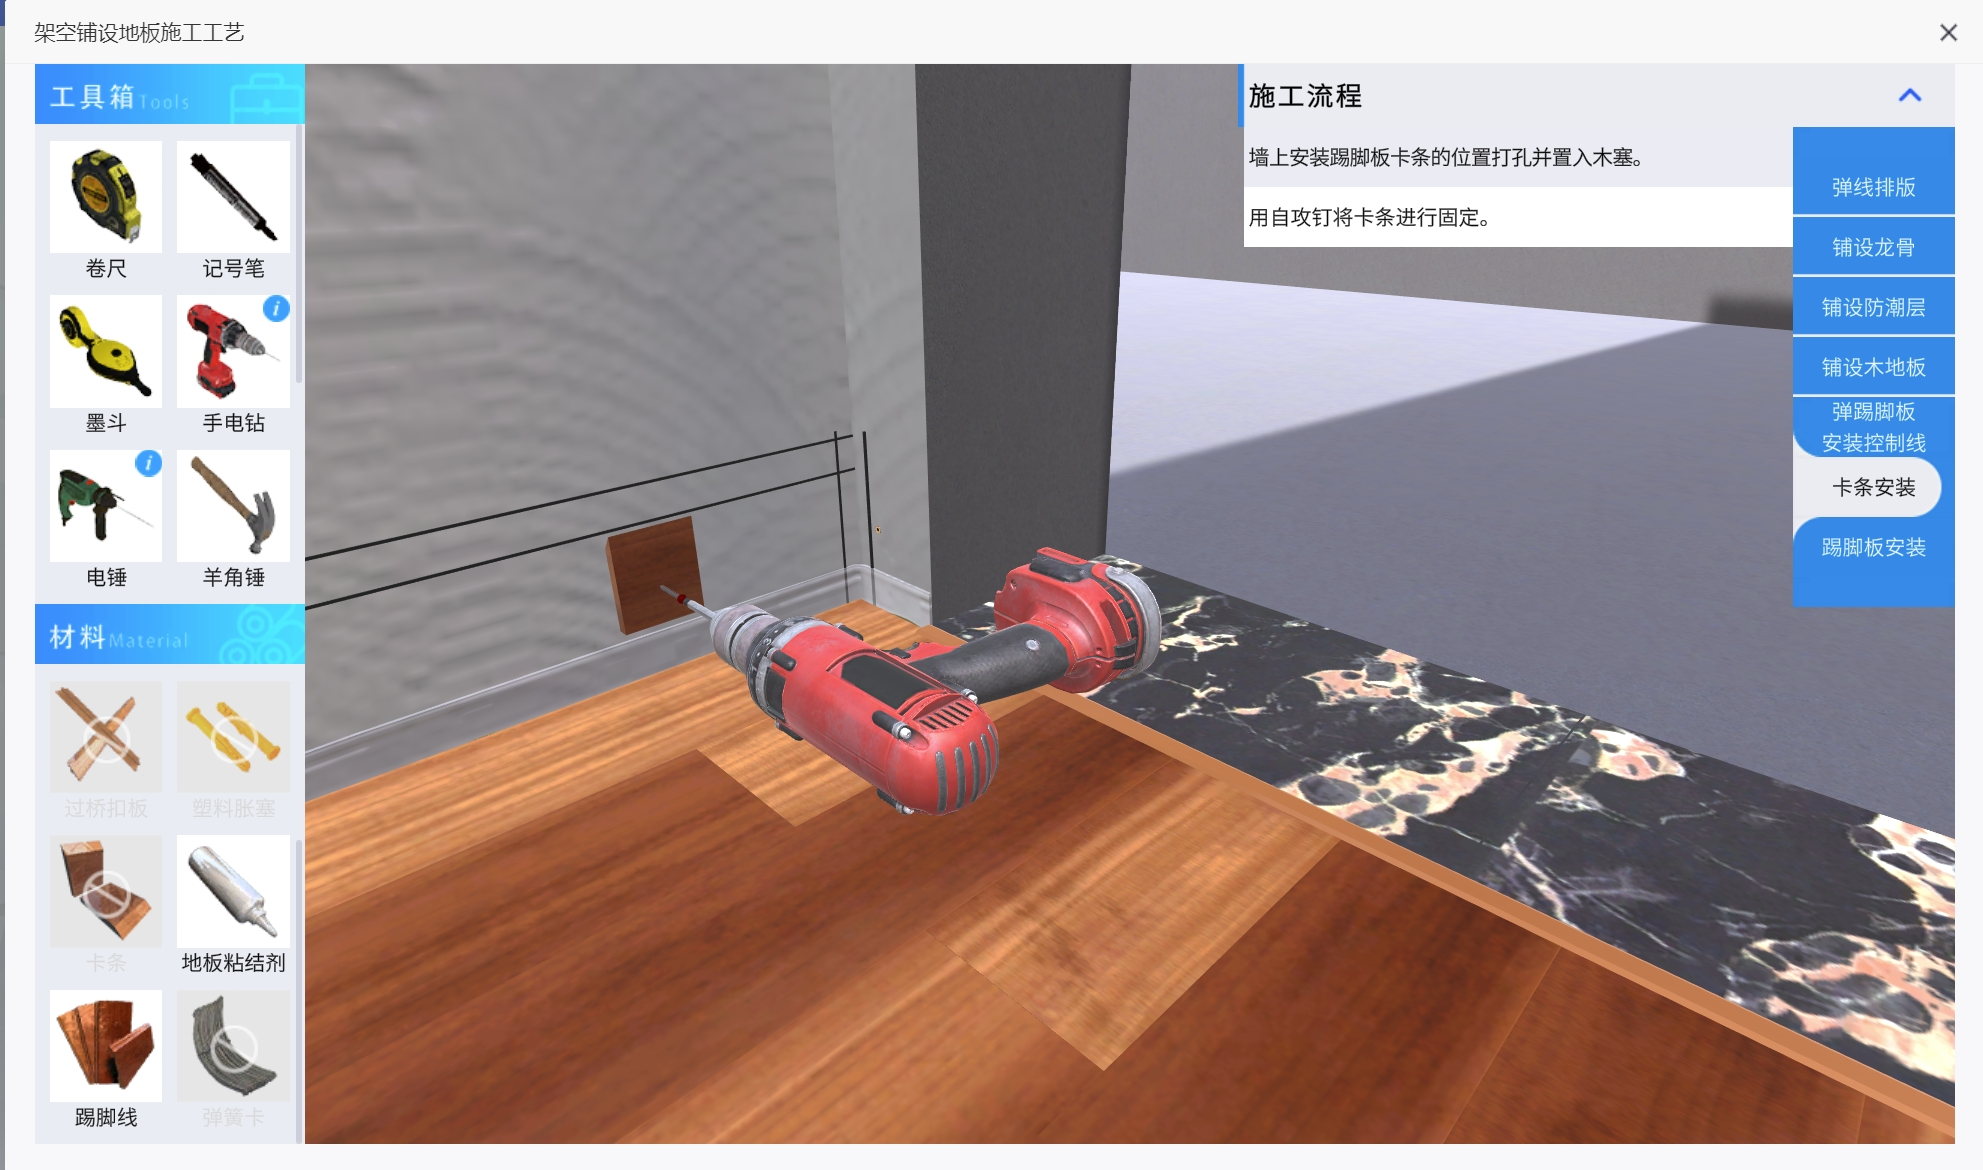 架空铺设地板施工工艺
工具箱 Tools
卷尺
记号笔
墨斗
手电钻
电锤
羊角锤
材料 Material
过桥扣板
塑料胀塞
卡条
地板粘结剂
踢脚线
弹簧卡
施工流程
墙上安装踢脚板卡条的位置打孔并置入木塞。
用自攻钉将卡条进行固定。
弹线排版
铺设龙骨
铺设防潮层
铺设木地板
弹踢脚板
安装控制线
卡条安装
踢脚板安装